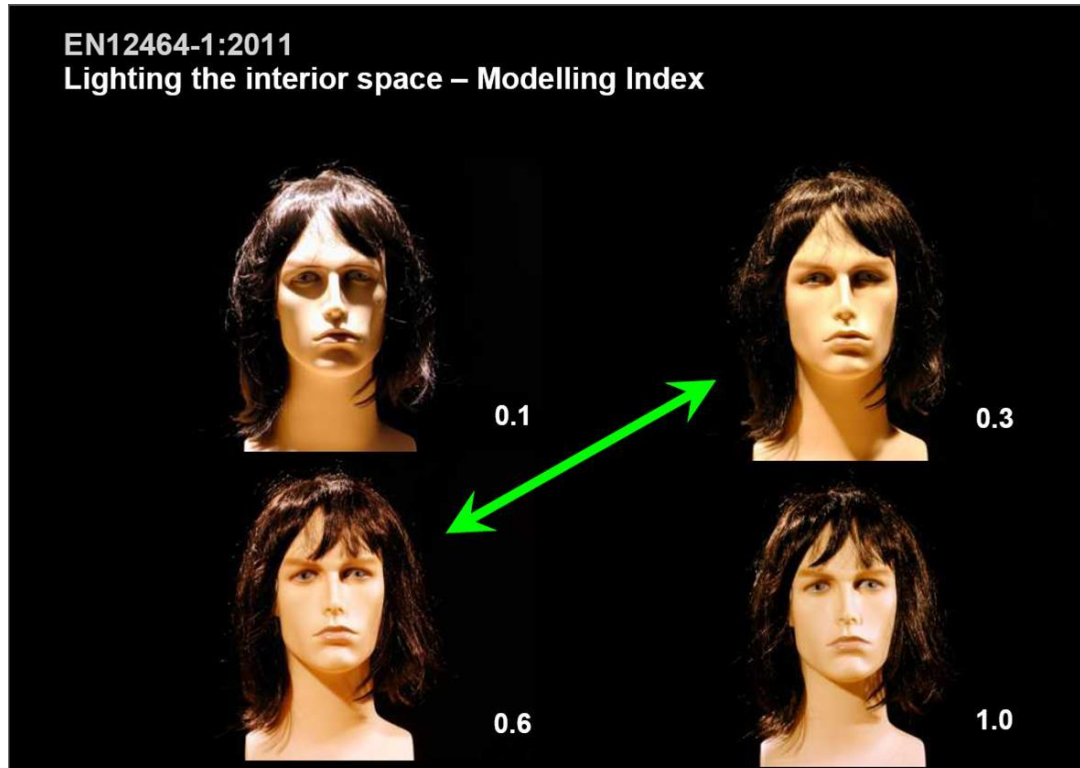 EN12464-1:2011
Lighting the interior space – Modelling Index
0.1
0.3
0.6
1.0